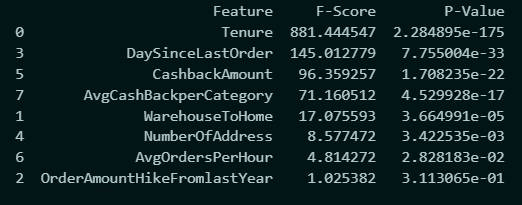 Feature F-Score P-Value
0 Tenure 881.444547 2.284895e-175
3 DaySinceLastOrder 145.012779 7.755004e-33
5 CashbackAmount 96.359257 1.708235e-22
7 AvgCashBackperCategory 71.160512 4.529928e-17
1 WarehouseToHome 17.075593 3.664991e-05
4 NumberOfAddress 8.577472 3.422535e-03
6 AvgOrdersPerHour 4.814272 2.828183e-02
2 OrderAmountHikeFromlastYear 1.025382 3.113065e-01